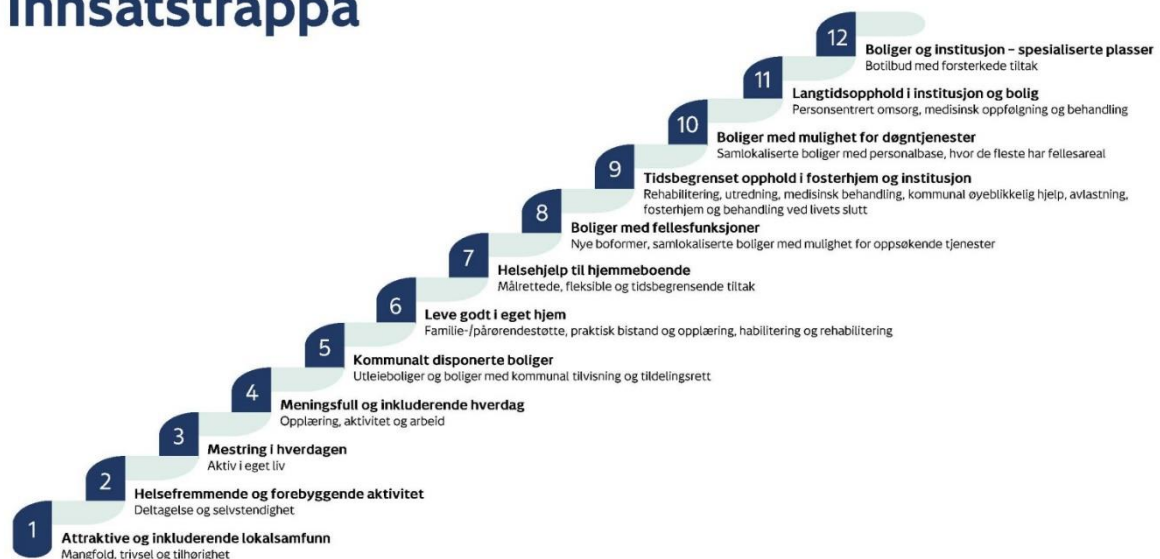 Innsatstrappa
12
Boliger og institusjon – spesialiserte plasser
Botilbud med forsterkede tiltak
11
Langtidsopphold i institusjon og bolig
Personsentrert omsorg, medisinsk oppfølgning og behandling
10
Boliger med mulighet for døgntjenester
Samlokaliserte boliger med personalbase, hvor de fleste har fellesareal
9
Tidsbegrenset opphold i fosterhjem og institusjon
Rehabilitering, utredning, medisinsk behandling, kommunal øyeblikkelig hjelp, avlastning,
fosterhjem og behandling ved livets slutt
8
Boliger med fellesfunksjoner
Nye boformer, samlokaliserte boliger med mulighet for oppsøkende tjenester
7
Helsehjelp til hjemmeboende
Målrettede, fleksible og tidsbegrensende tiltak
6
Leve godt i eget hjem
Familie-/pårørendestøtte, praktisk bistand og opplæring, habilitering og rehabilitering
5
Kommunalt disponerte boliger
Utleieboliger og boliger med kommunal tilvisning og tildelingsrett
4
Meningsfull og inkluderende hverdag
Opplæring, aktivitet og arbeid
3
Mestring i hverdagen
Aktiv i eget liv
2
Helsefremmende og forebyggende aktivitet
Deltagelse og selvstendighet
1
Attraktive og inkluderende lokalsamfunn
Mangfold, trivsel og tilhørighet